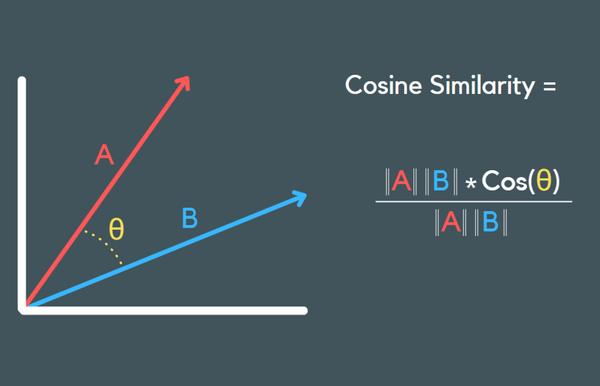 Cosine Similarity =
A
θ
B
‖A‖ ‖B‖ * Cos(θ)
‖A‖ ‖B‖